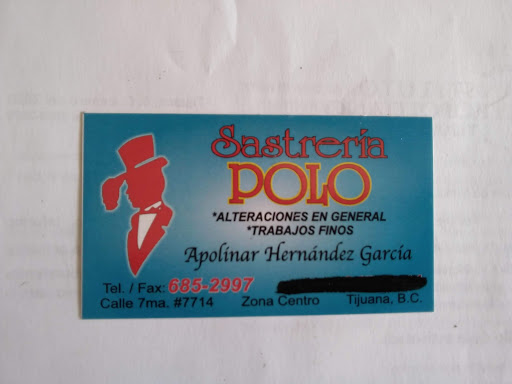 Sastrería
POLO
*ALTERACIONES EN GENERAL
*TRABAJOS FINOS
Apolinar Hernández García
Tel. / Fax: 685-2997
Calle 7ma. #7714 Zona Centro Tijuana, B.C.